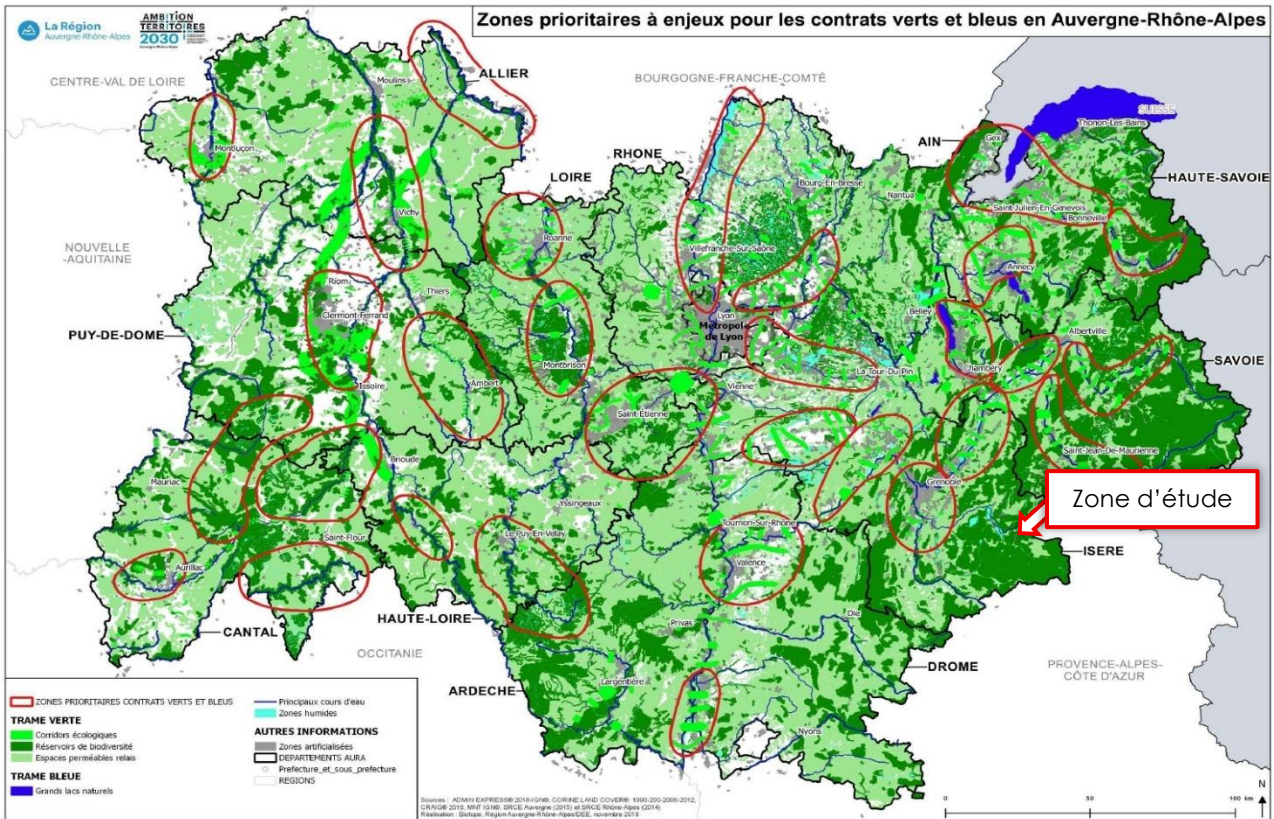 La Région
Auvergne-Rhône-Alpes
AMBITION
TERRITOIRES
2030
Zones prioritaires à enjeux pour les contrats verts et bleus en Auvergne-Rhône-Alpes
CENTRE-VAL DE LOIRE
ALLIER
BOURGOGNE-FRANCHE-COMTÉ
SUISSE
Moulins
Thonon-Les-Bains
Montluçon
RHONE
AIN
Gex
LOIRE
Bourg-En-Bresse
Nantua
HAUTE-SAVOIE
Saint-Julien-En-Genevois
Bonneville
Vichy
Roanne
NOUVELLE
-AQUITAINE
Villefranche-Sur-Saône
Annecy
Riom
Thiers
Clermont-Ferrand
Lyon
Métropole
de Lyon
Belley
Albertville
PUY-DE-DOME
SAVOIE
Montbrison
La Tour-Du-Pin
Chambéry
Issoire
Ambert
Vienne
Saint-Etienne
Saint-Jean-De-Maurienne
Brioude
Mauriac
Yssingeaux
Grenoble
Zone d’étude
Tournon-Sur-Rhône
Saint-Flour
Le Puy-En-Velay
ISERE
Aurillac
Valence
Die
HAUTE-LOIRE
Privas
CANTAL
OCCITANIE
DROME
PROVENCE-ALPES-
CÔTE D'AZUR
ARDECHE
Largentière
Nyons
ZONES PRIORITAIRES CONTRATS VERTS ET BLEUS
TRAME VERTE
Corridors écologiques
Réservoirs de biodiversité
Espaces perméables relais
TRAME BLEUE
Grands lacs naturels
Principaux cours d'eau
Zones humides
AUTRES INFORMATIONS
Zones artificialisées
DEPARTEMENTS AURA
Prefecture_et_sous_prefecture
REGIONS
N
0 50 100 km